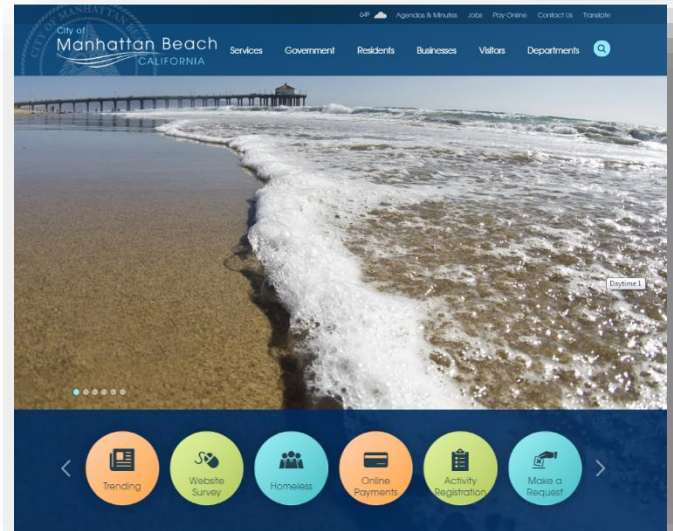 64° Agendas & Minutes Jobs Pay Online Contact Us Translate
City of
Manhattan Beach
CALIFORNIA
Services Government Residents Businesses Visitors Departments
Daytime 1
Trending
Website
Survey
Homeless
Online
Payments
Activity
Registration
Make a
Request